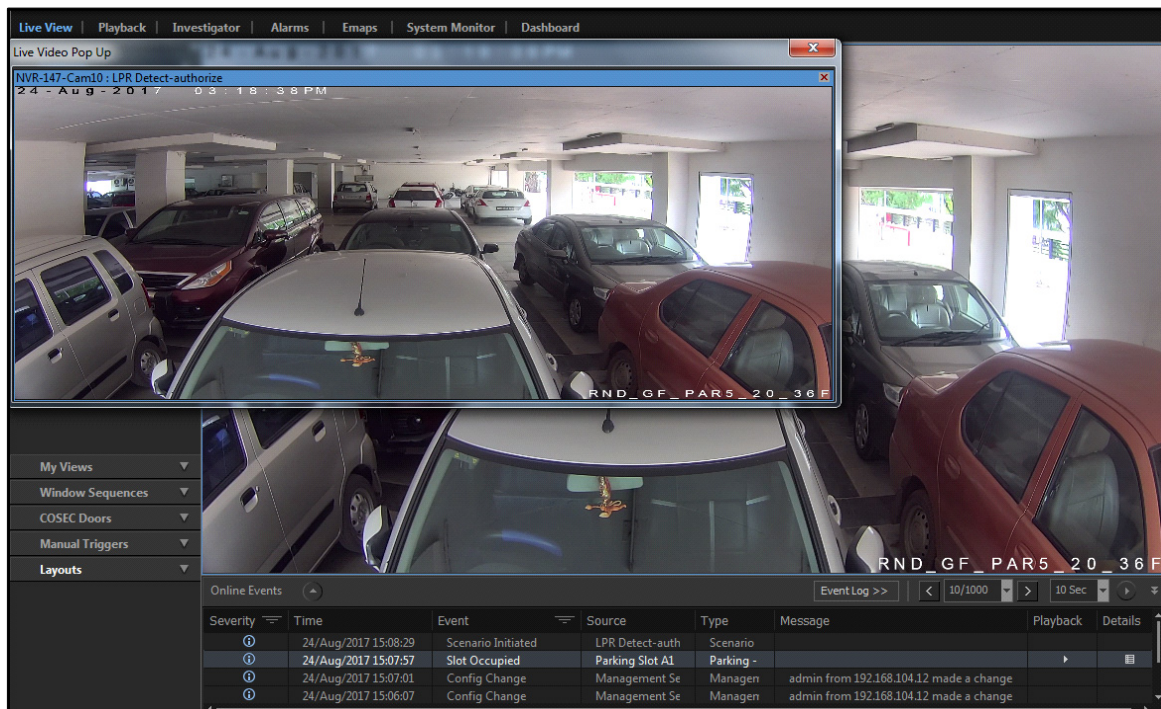 Live View | Playback | Investigator | Alarms | Emaps | System Monitor | Dashboard
Live Video Pop Up
NVR-147-Cam10 : LPR Detect-authorize
24-Aug-2017 03:18:38PM
RND_GF_PAR5_20_36F
My Views
Window Sequences
COSEC Doors
Manual Triggers
Layouts
RND_GF_PAR5_20_36F
Online Events Event Log >> 10/1000 10 Sec
Severity Time Event Source Type Message Playback Details
24/Aug/2017 15:08:29 Scenario Initiated LPR Detect-auth Scenario
24/Aug/2017 15:07:57 Slot Occupied Parking Slot A1 Parking -
24/Aug/2017 15:07:01 Config Change Management Se Managen admin from 192.168.104.12 made a change
24/Aug/2017 15:06:07 Config Change Management Se Managen admin from 192.168.104.12 made a change